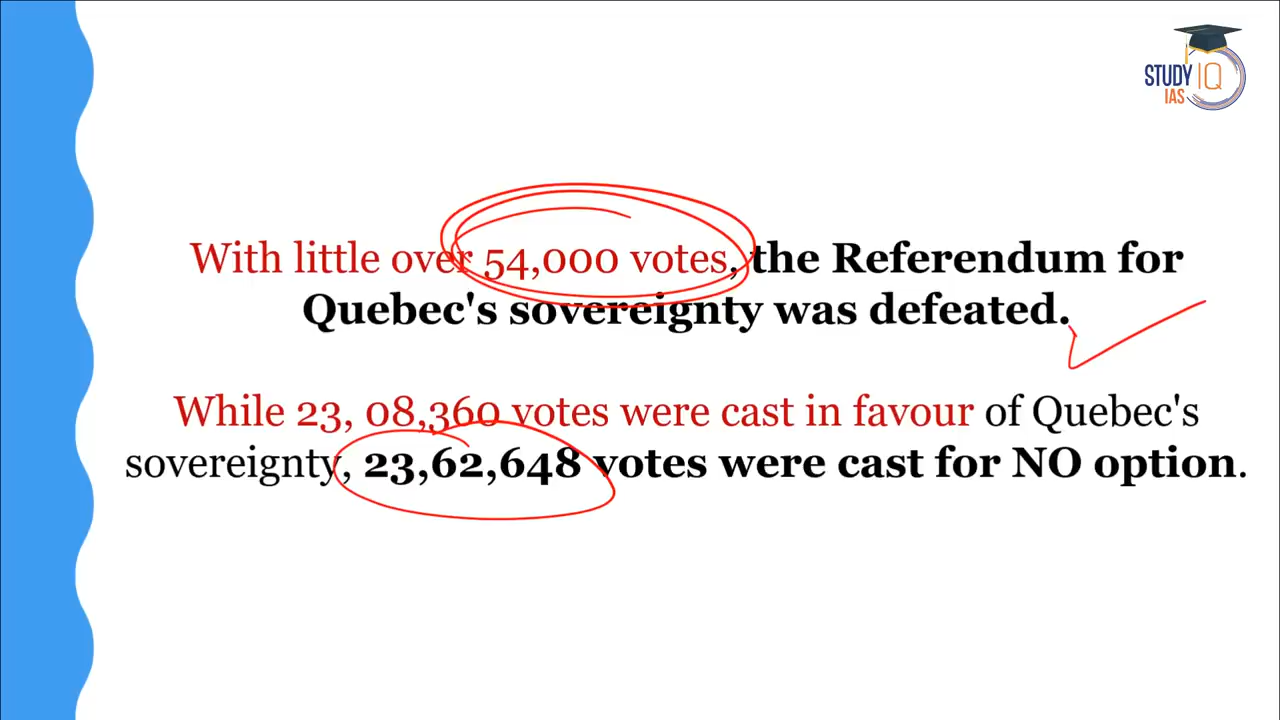 STUDY IQ
IAS
With little over 54,000 votes, the Referendum for
Quebec's sovereignty was defeated.
While 23, 08,360 votes were cast in favour of Quebec's
sovereignty, 23,62,648 votes were cast for NO option.